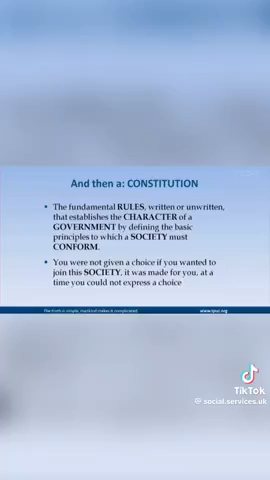 And then a: CONSTITUTION
• The fundamental RULES, written or unwritten,
that establishes the CHARACTER of a
GOVERNMENT by defining the basic
principles to which a SOCIETY must
CONFORM.
• You were not given a choice if you wanted to
join this SOCIETY, it was made for you, at a
time you could not express a choice
The truth is simple, mankind makes it complicated
www.rpuc.org
TikTok
@ social.services.uk